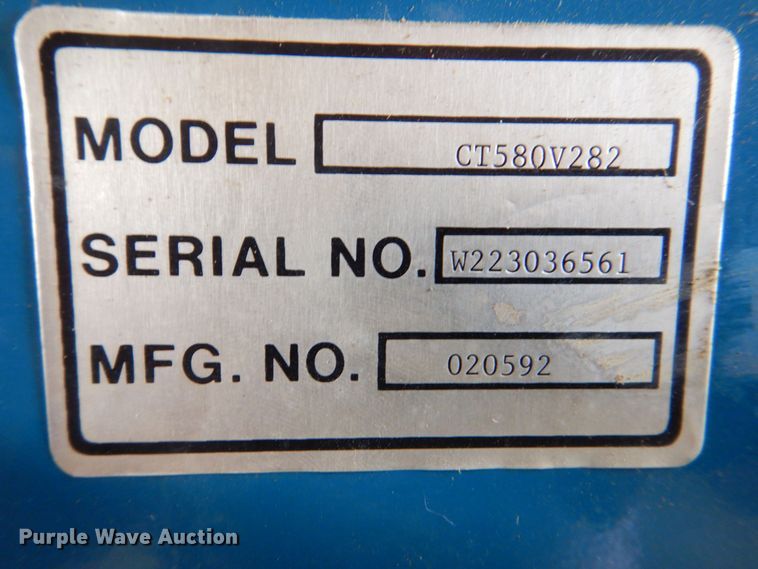 MODEL CT580V282
SERIAL NO. W223036561
MFG. NO. 020592
Purple Wave Auction